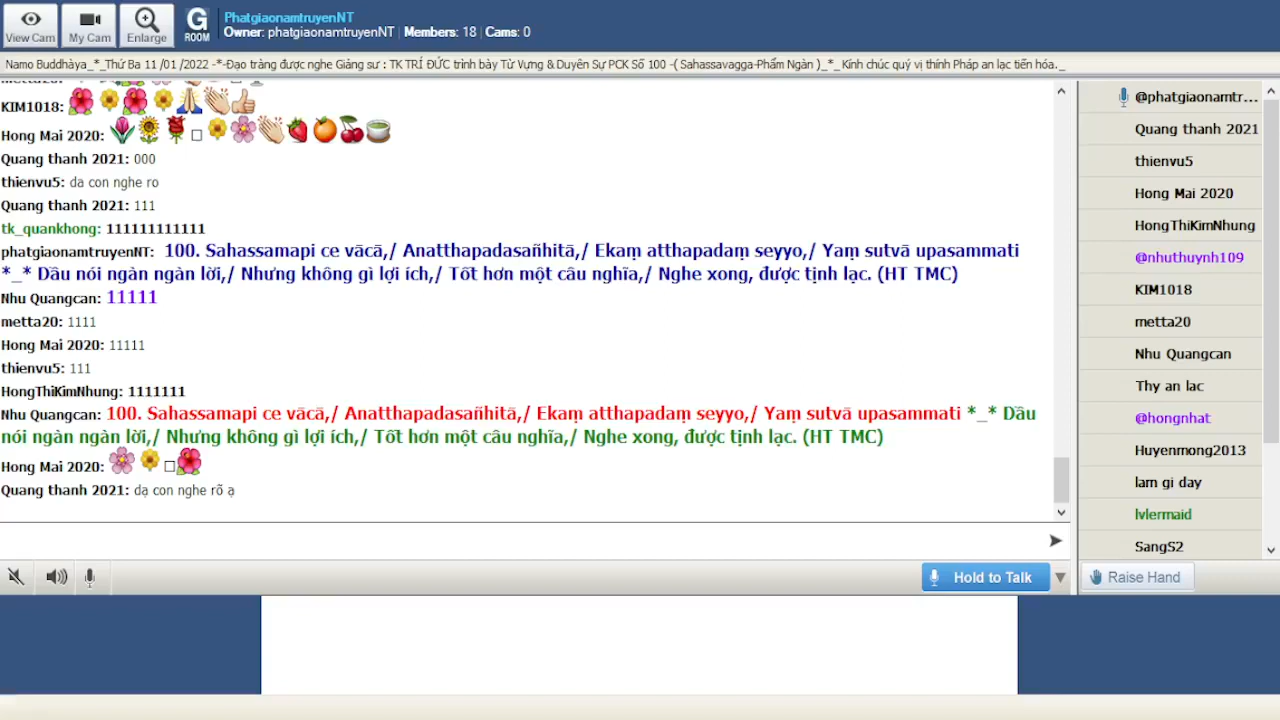 View Cam
My Cam
Enlarge
G
ROOM
PhatgiaonamtruyenNT
Owner: phatgiaonamtruyenNT | Members: 18 | Cams: 0
Namo Buddhàya_*_Thứ Ba 11 /01 /2022 -*-Đạo tràng được nghe Giảng sư : TK TRÍ ĐỨC trình bày Từ Vựng & Duyên Sự PCK Số 100 -( Sahassavagga-Phẩm Ngàn )_*_ Kính chúc quý vị thính Pháp an lạc tiến hóa._
metta20:
KIM1018:
Hong Mai 2020:
Quang thanh 2021: 000
thienvu5: da con nghe ro
Quang thanh 2021: 111
tk_quankhong: 111111111111
phatgiaonamtruyenNT: 100. Sahassamapi ce vācā,/ Anatthapadasañhitā,/ Ekaṃ atthapadaṃ seyyo,/ Yaṃ sutvā upasammati
*_* Dầu nói ngàn ngàn lời,/ Nhưng không gì lợi ích,/ Tốt hơn một câu nghĩa,/ Nghe xong, được tịnh lạc. (HT TMC)
Nhu Quangcan: 11111
metta20: 1111
Hong Mai 2020: 11111
thienvu5: 111
HongThiKimNhung: 1111111
Nhu Quangcan: 100. Sahassamapi ce vācā,/ Anatthapadasañhitā,/ Ekaṃ atthapadaṃ seyyo,/ Yaṃ sutvā upasammati *_* Dầu
nói ngàn ngàn lời,/ Nhưng không gì lợi ích,/ Tốt hơn một câu nghĩa,/ Nghe xong, được tịnh lạc. (HT TMC)
Hong Mai 2020:
Quang thanh 2021: dạ con nghe rõ ạ
@phatgiaonamtr...
Quang thanh 2021
thienvu5
Hong Mai 2020
HongThiKimNhung
@nhuthuynh109
KIM1018
metta20
Nhu Quangcan
Thy an lac
@hongnhat
Huyenmong2013
lam gi day
lvlermaid
SangS2
Hold to Talk
Raise Hand